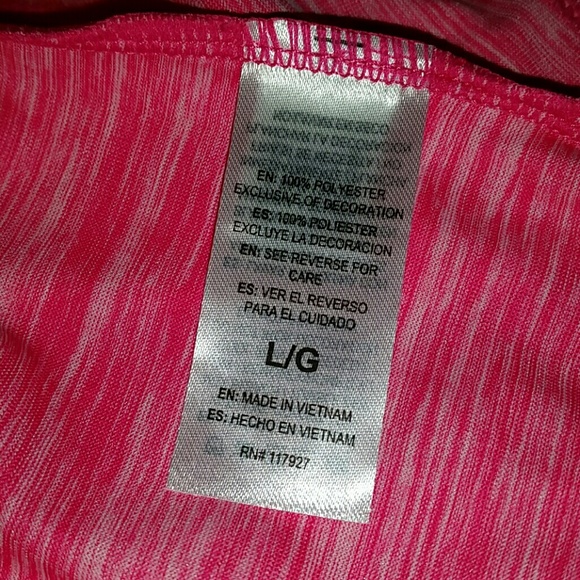 EN: 100% POLYESTER
EXCLUSIVE OF DECORATION
ES: 100% POLIESTER
EXCLUYE LA DECORACION
EN: SEE REVERSE FOR
CARE
ES: VER EL REVERSO
PARA EL CUIDADO
L/G
EN: MADE IN VIETNAM
ES: HECHO EN VIETNAM
RN# 117927